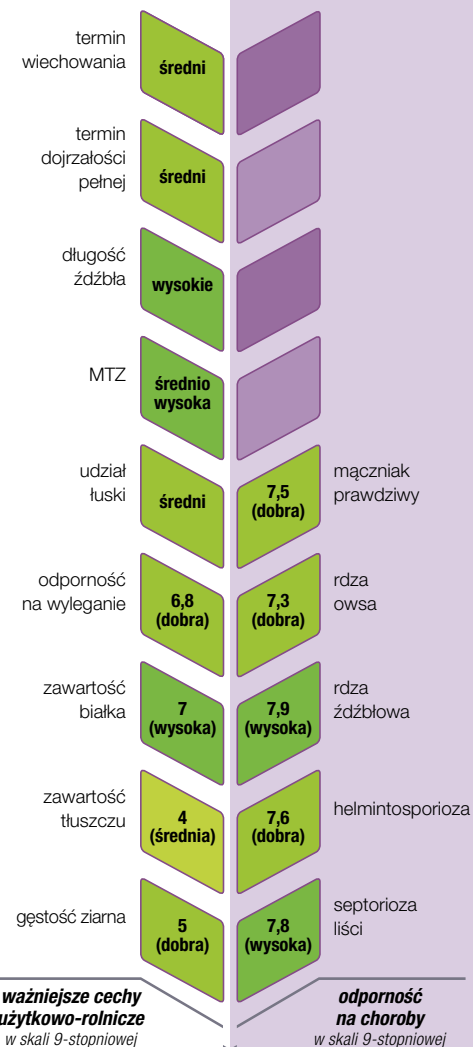 termin
wiechowania
średni
termin
dojrzałości
pełnej
średni
długość
źdźbła
wysokie
MTZ
średnio
wysoka
udział
łuski
średni
7,5
(dobra)
mączniak
prawdziwy
odporność
na wyleganie
6,8
(dobra)
7,3
(dobra)
rdza
owsa
zawartość
białka
7
(wysoka)
7,9
(wysoka)
rdza
źdźbłowa
zawartość
tłuszczu
4
(średnia)
7,6
(dobra)
helmintosporioza
gęstość ziarna
5
(dobra)
7,8
(wysoka)
septorioza
liści
ważniejsze cechy
użytkowo-rolnicze
w skali 9-stopniowej
odporność
na choroby
w skali 9-stopniowej